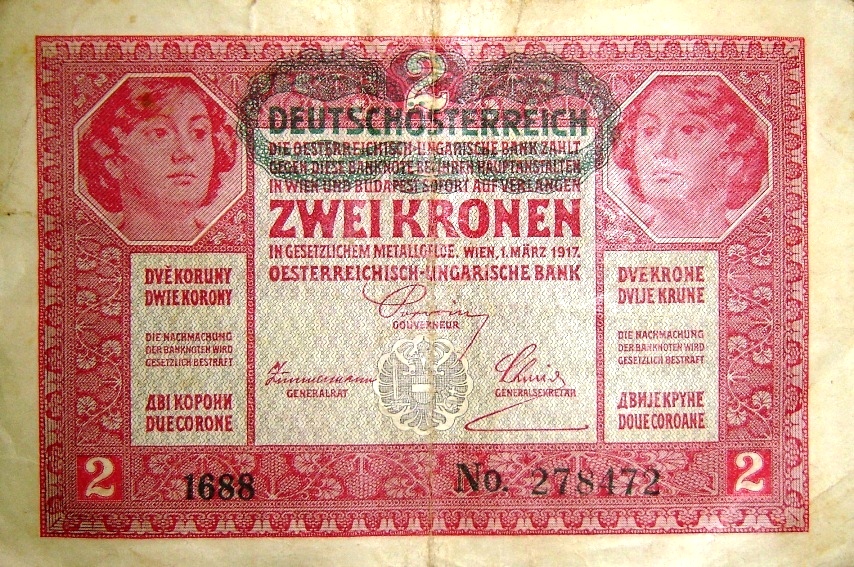 2
DEUTSCHÖSTERREICH
DIE OESTERREICHISCH-UNGARISCHE BANK ZAHLT
GEGEN DIESE BANKNOTE BEI IHREN HAUPTANSTALTEN
IN WIEN UND BUDAPEST SOFORT AUF VERLANGEN
ZWEI KRONEN
IN GESETZLICHEM METALLGELDE. WIEN, 1. MÄRZ 1917.
OESTERREICHISCH-UNGARISCHE BANK
GOUVERNEUR
GENERALRAT
GENERALSEKRETÄR
DVĚ KORUNY
DWIE KORONY
DIE NACHMACHUNG
DER BANKNOTEN WIRD
GESETZLICH BESTRAFT
ДВІ КОРОНИ
DUE CORONE
DVE KRONE
DVIJE KRUNE
DIE NACHMACHUNG
DER BANKNOTEN WIRD
GESETZLICH BESTRAFT
ДВИЈЕ КРУНЕ
DOUE COROANE
2
1688
No. 278472
2